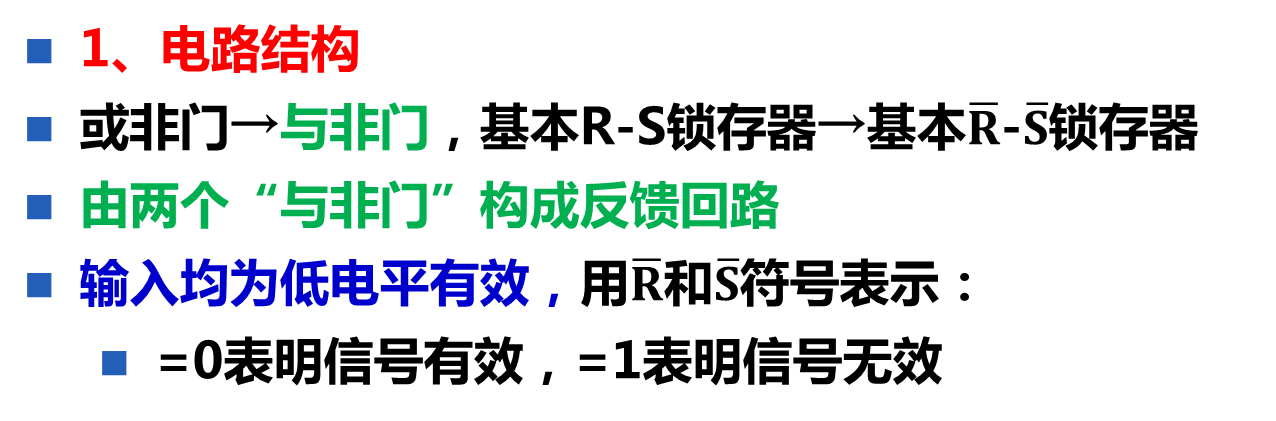 1、电路结构
或非门→与非门，基本R-S锁存器→基本R̅-S̅锁存器
由两个“与非门”构成反馈回路
输入均为低电平有效，用R̅和S̅符号表示：
=0表明信号有效，=1表明信号无效